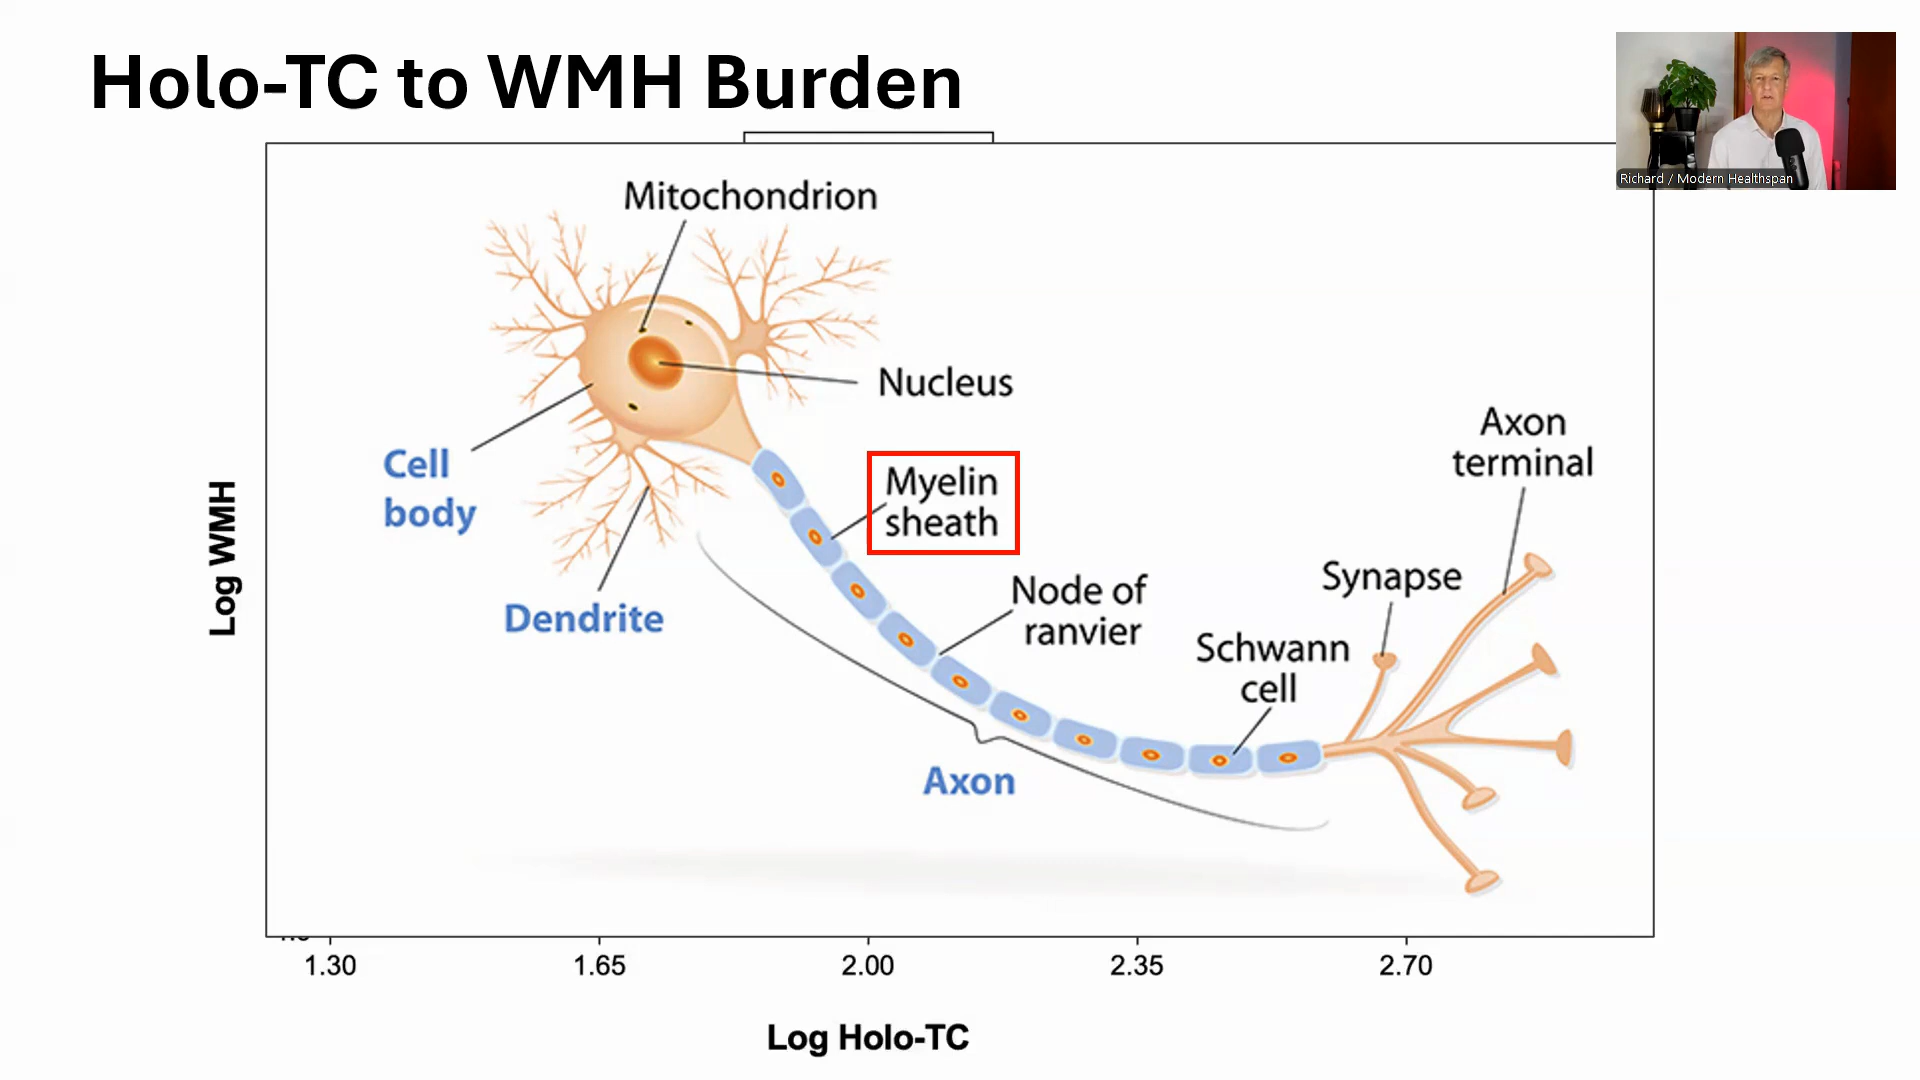 Holo-TC to WMH Burden
Richard / Modern Healthspan
Mitochondrion
Nucleus
Cell
body
Myelin
sheath
Axon
terminal
Dendrite
Node of
ranvier
Synapse
Schwann
cell
Axon
Log WMH
1.30 1.65 2.00 2.35 2.70
Log Holo-TC